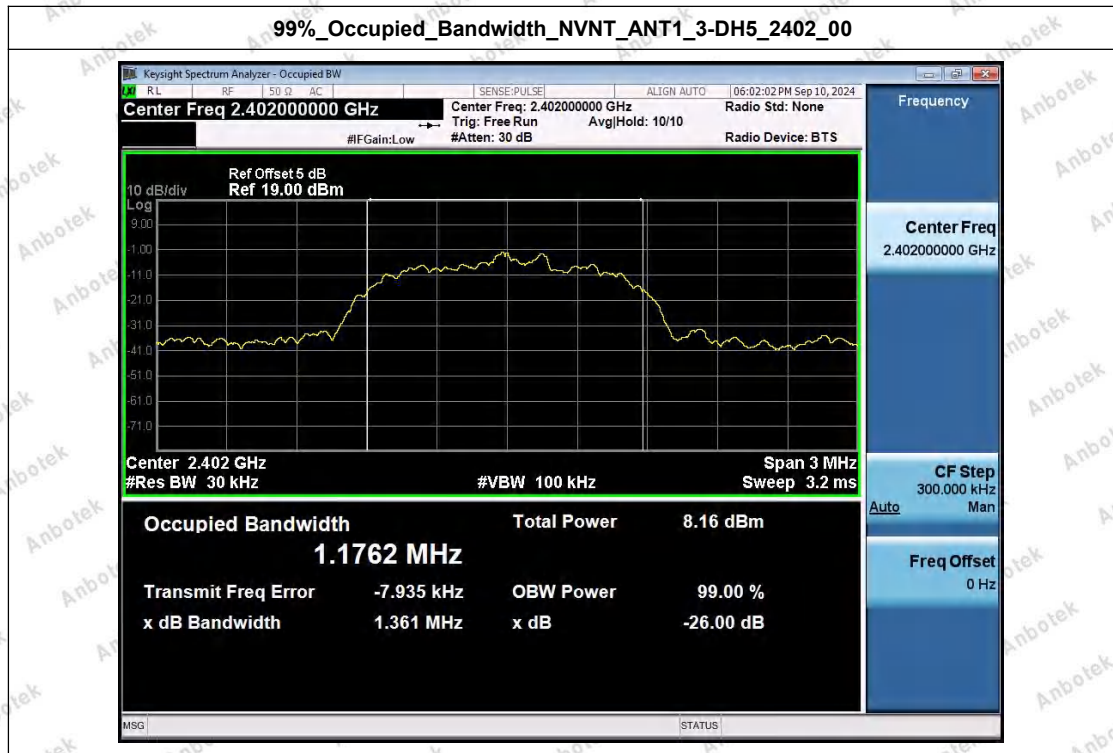 99%_Occupied_Bandwidth_NVNT_ANT1_3-DH5_2402_00
Keysight Spectrum Analyzer - Occupied BW
LXI RL RF 50 Ω AC SENSE:PULSE ALIGN AUTO 06:02:02 PM Sep 10, 2024
Center Freq 2.402000000 GHz Center Freq: 2.402000000 GHz Radio Std: None
Trig: Free Run Avg|Hold: 10/10
#IFGain:Low #Atten: 30 dB Radio Device: BTS
Ref Offset 5 dB
10 dB/div Ref 19.00 dBm
Log
9.00
-1.00
-11.0
-21.0
-31.0
-41.0
-51.0
-61.0
-71.0
Center 2.402 GHz Span 3 MHz
#Res BW 30 kHz #VBW 100 kHz Sweep 3.2 ms
Occupied Bandwidth Total Power 8.16 dBm
1.1762 MHz
Transmit Freq Error -7.935 kHz OBW Power 99.00 %
x dB Bandwidth 1.361 MHz x dB -26.00 dB
MSG STATUS
Frequency
Center Freq
2.402000000 GHz
CF Step
300.000 kHz
Auto Man
Freq Offset
0 Hz
Anbotek